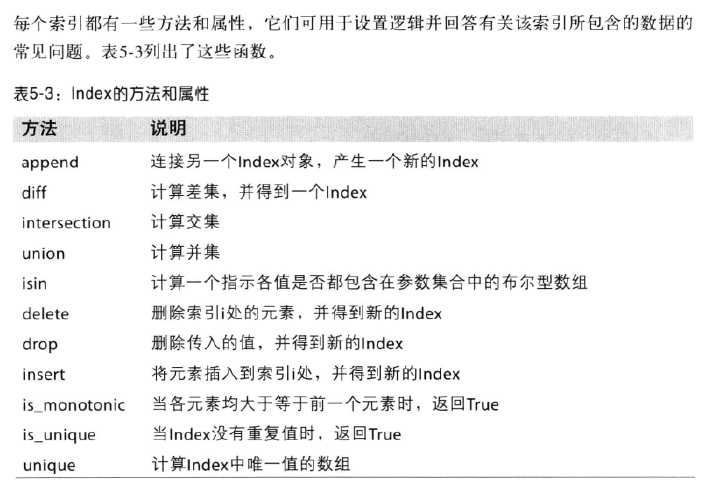 每个索引都有一些方法和属性，它们可用于设置逻辑并回答有关该索引所包含的数据的
常见问题。表5-3列出了这些函数。
表5-3：Index的方法和属性
方法 说明
append 连接另一个Index对象，产生一个新的Index
diff 计算差集，并得到一个Index
intersection 计算交集
union 计算并集
isin 计算一个指示各值是否都包含在参数集合中的布尔型数组
delete 删除索引i处的元素，并得到新的Index
drop 删除传入的值，并得到新的Index
insert 将元素插入到索引i处，并得到新的Index
is_monotonic 当各元素均大于等于前一个元素时，返回True
is_unique 当Index没有重复值时，返回True
unique 计算Index中唯一值的数组